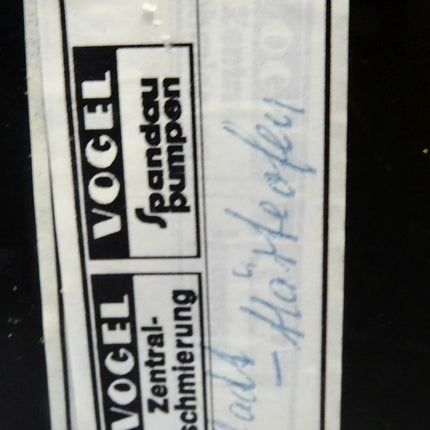 VOGEL
Zentral-
schmierung
VOGEL
Spandau
pumpen
- Härteofen